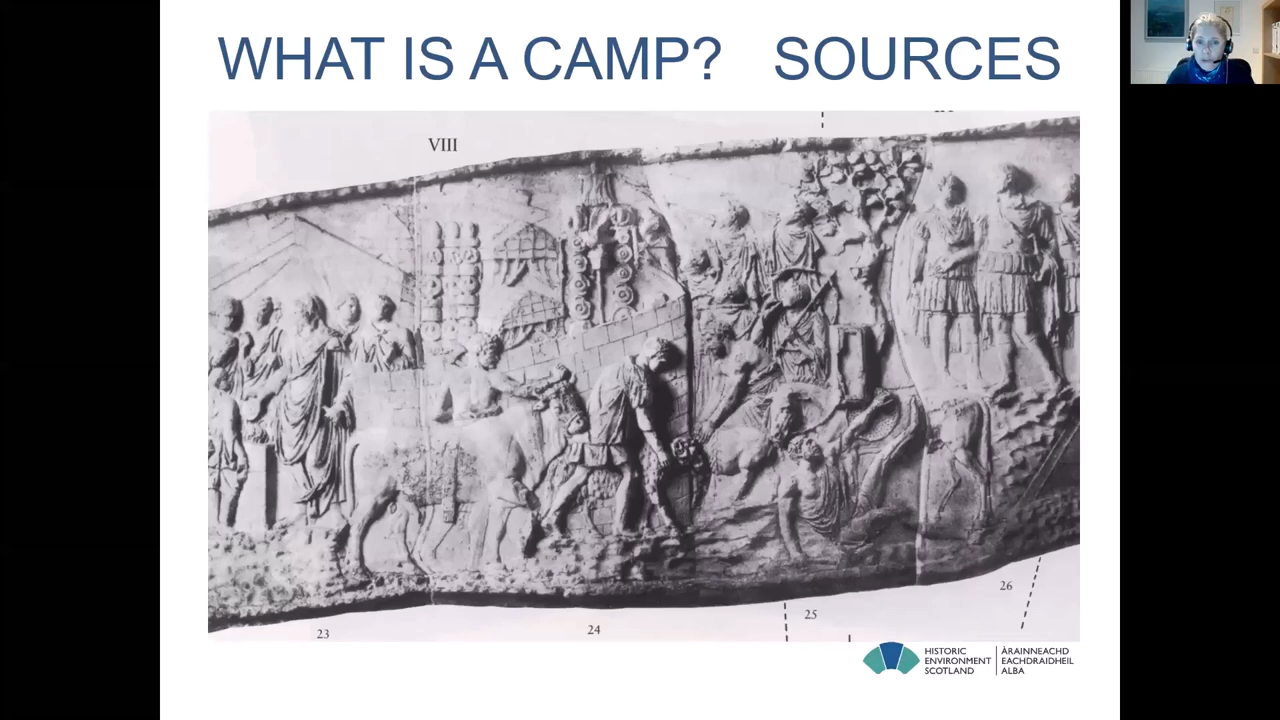 WHAT IS A CAMP? SOURCES
VIII
23
24
25
26
HISTORIC
ENVIRONMENT
SCOTLAND
ÀRAINNEACHD
EACHDRAIDHEIL
ALBA